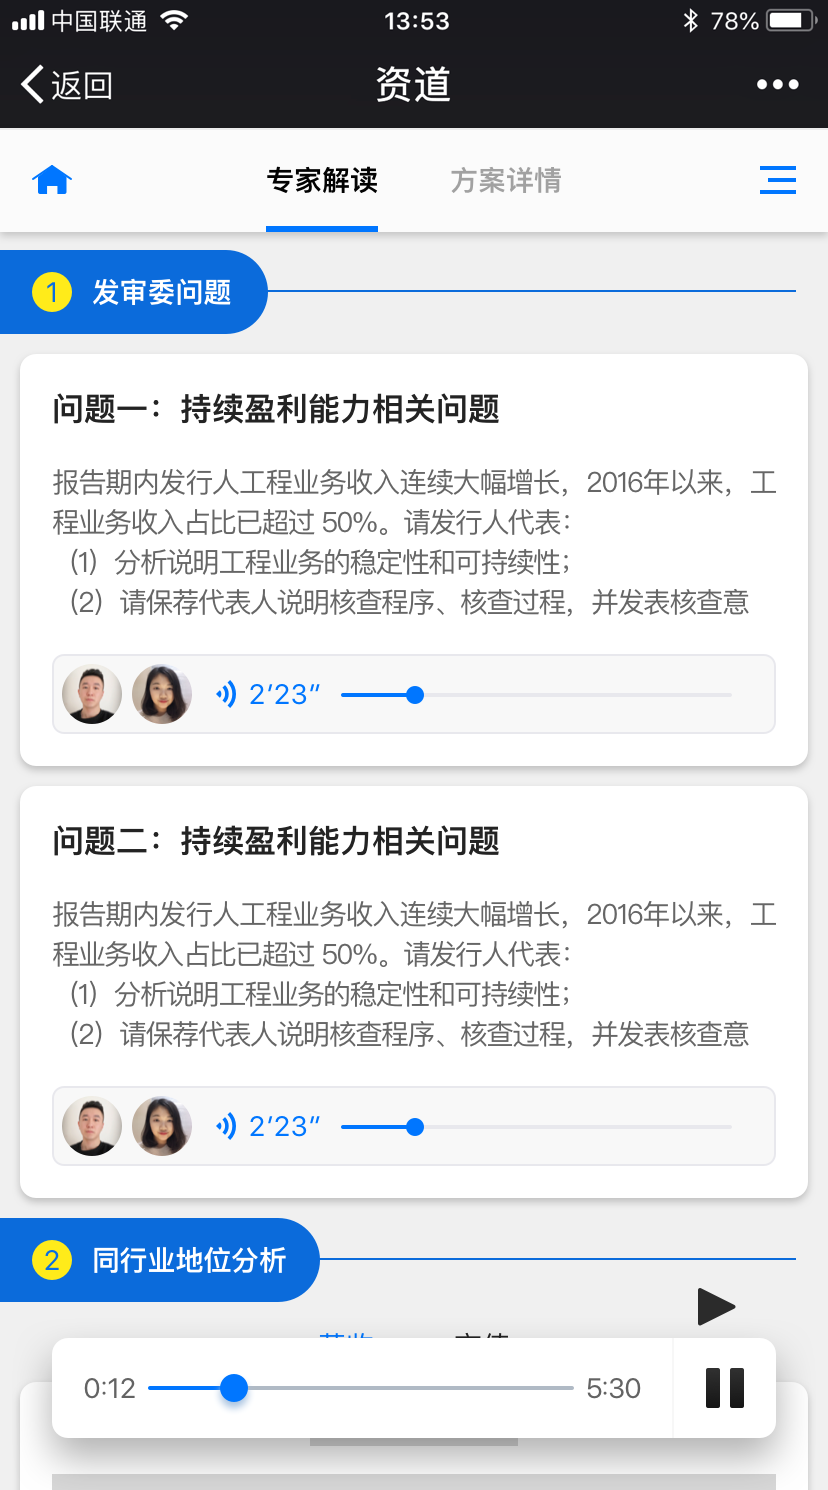 中国联通
13:53
78%
返回
资道
专家解读
方案详情
1 发审委问题
问题一：持续盈利能力相关问题
报告期内发行人工程业务收入连续大幅增长，2016年以来，工
程业务收入占比已超过 50%。请发行人代表：
（1）分析说明工程业务的稳定性和可持续性；
（2）请保荐代表人说明核查程序、核查过程，并发表核查意
2′23″
问题二：持续盈利能力相关问题
报告期内发行人工程业务收入连续大幅增长，2016年以来，工
程业务收入占比已超过 50%。请发行人代表：
（1）分析说明工程业务的稳定性和可持续性；
（2）请保荐代表人说明核查程序、核查过程，并发表核查意
2′23″
2 同行业地位分析
0:12
5:30